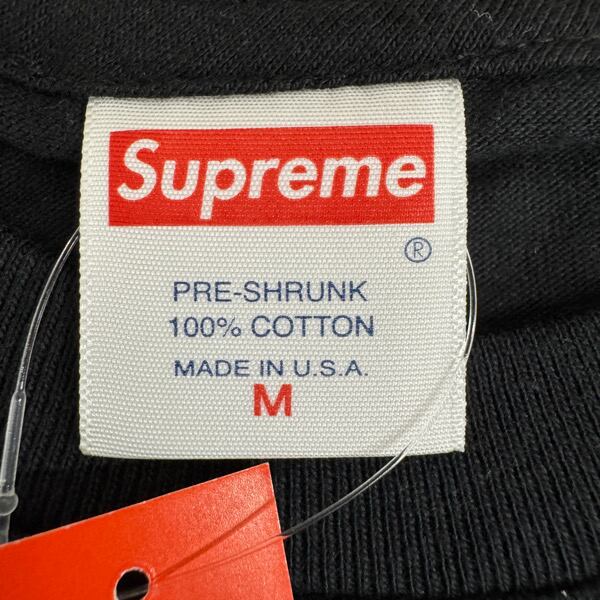 Supreme
®
PRE-SHRUNK
100% COTTON
MADE IN U.S.A.
M